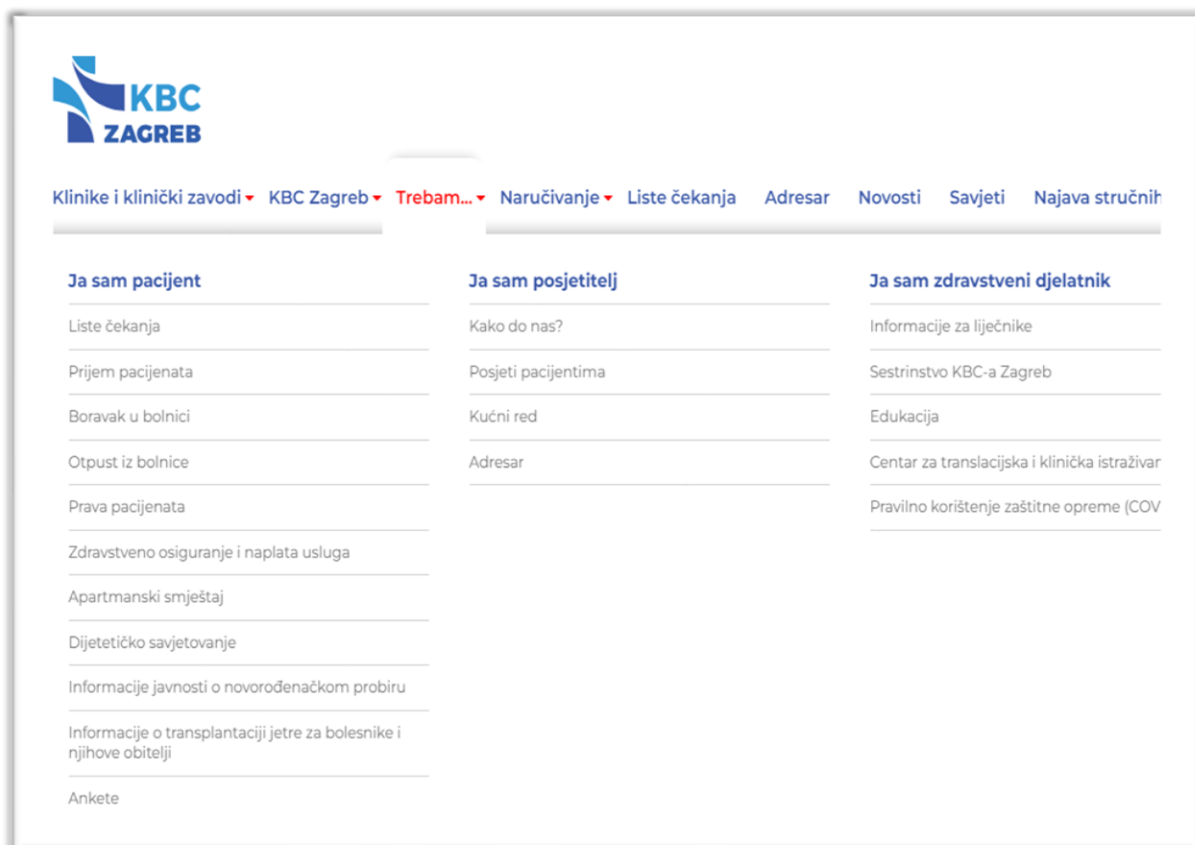 KBC
ZAGREB
Klinike i klinički zavodi KBC Zagreb Trebam... Naručivanje Liste čekanja Adresar Novosti Savjeti Najava stručnih
Ja sam pacijent
Liste čekanja
Prijem pacijenata
Boravak u bolnici
Otpust iz bolnice
Prava pacijenata
Zdravstveno osiguranje i naplata usluga
Apartmanski smještaj
Dijetetičko savjetovanje
Informacije javnosti o novorođenačkom probiru
Informacije o transplantaciji jetre za bolesnike i
njihove obitelji
Ankete
Ja sam posjetitelj
Kako do nas?
Posjeti pacijentima
Kućni red
Adresar
Ja sam zdravstveni djelatnik
Informacije za liječnike
Sestrinstvo KBC-a Zagreb
Edukacija
Centar za translacijska i klinička istraživan
Pravilno korištenje zaštitne opreme (COV